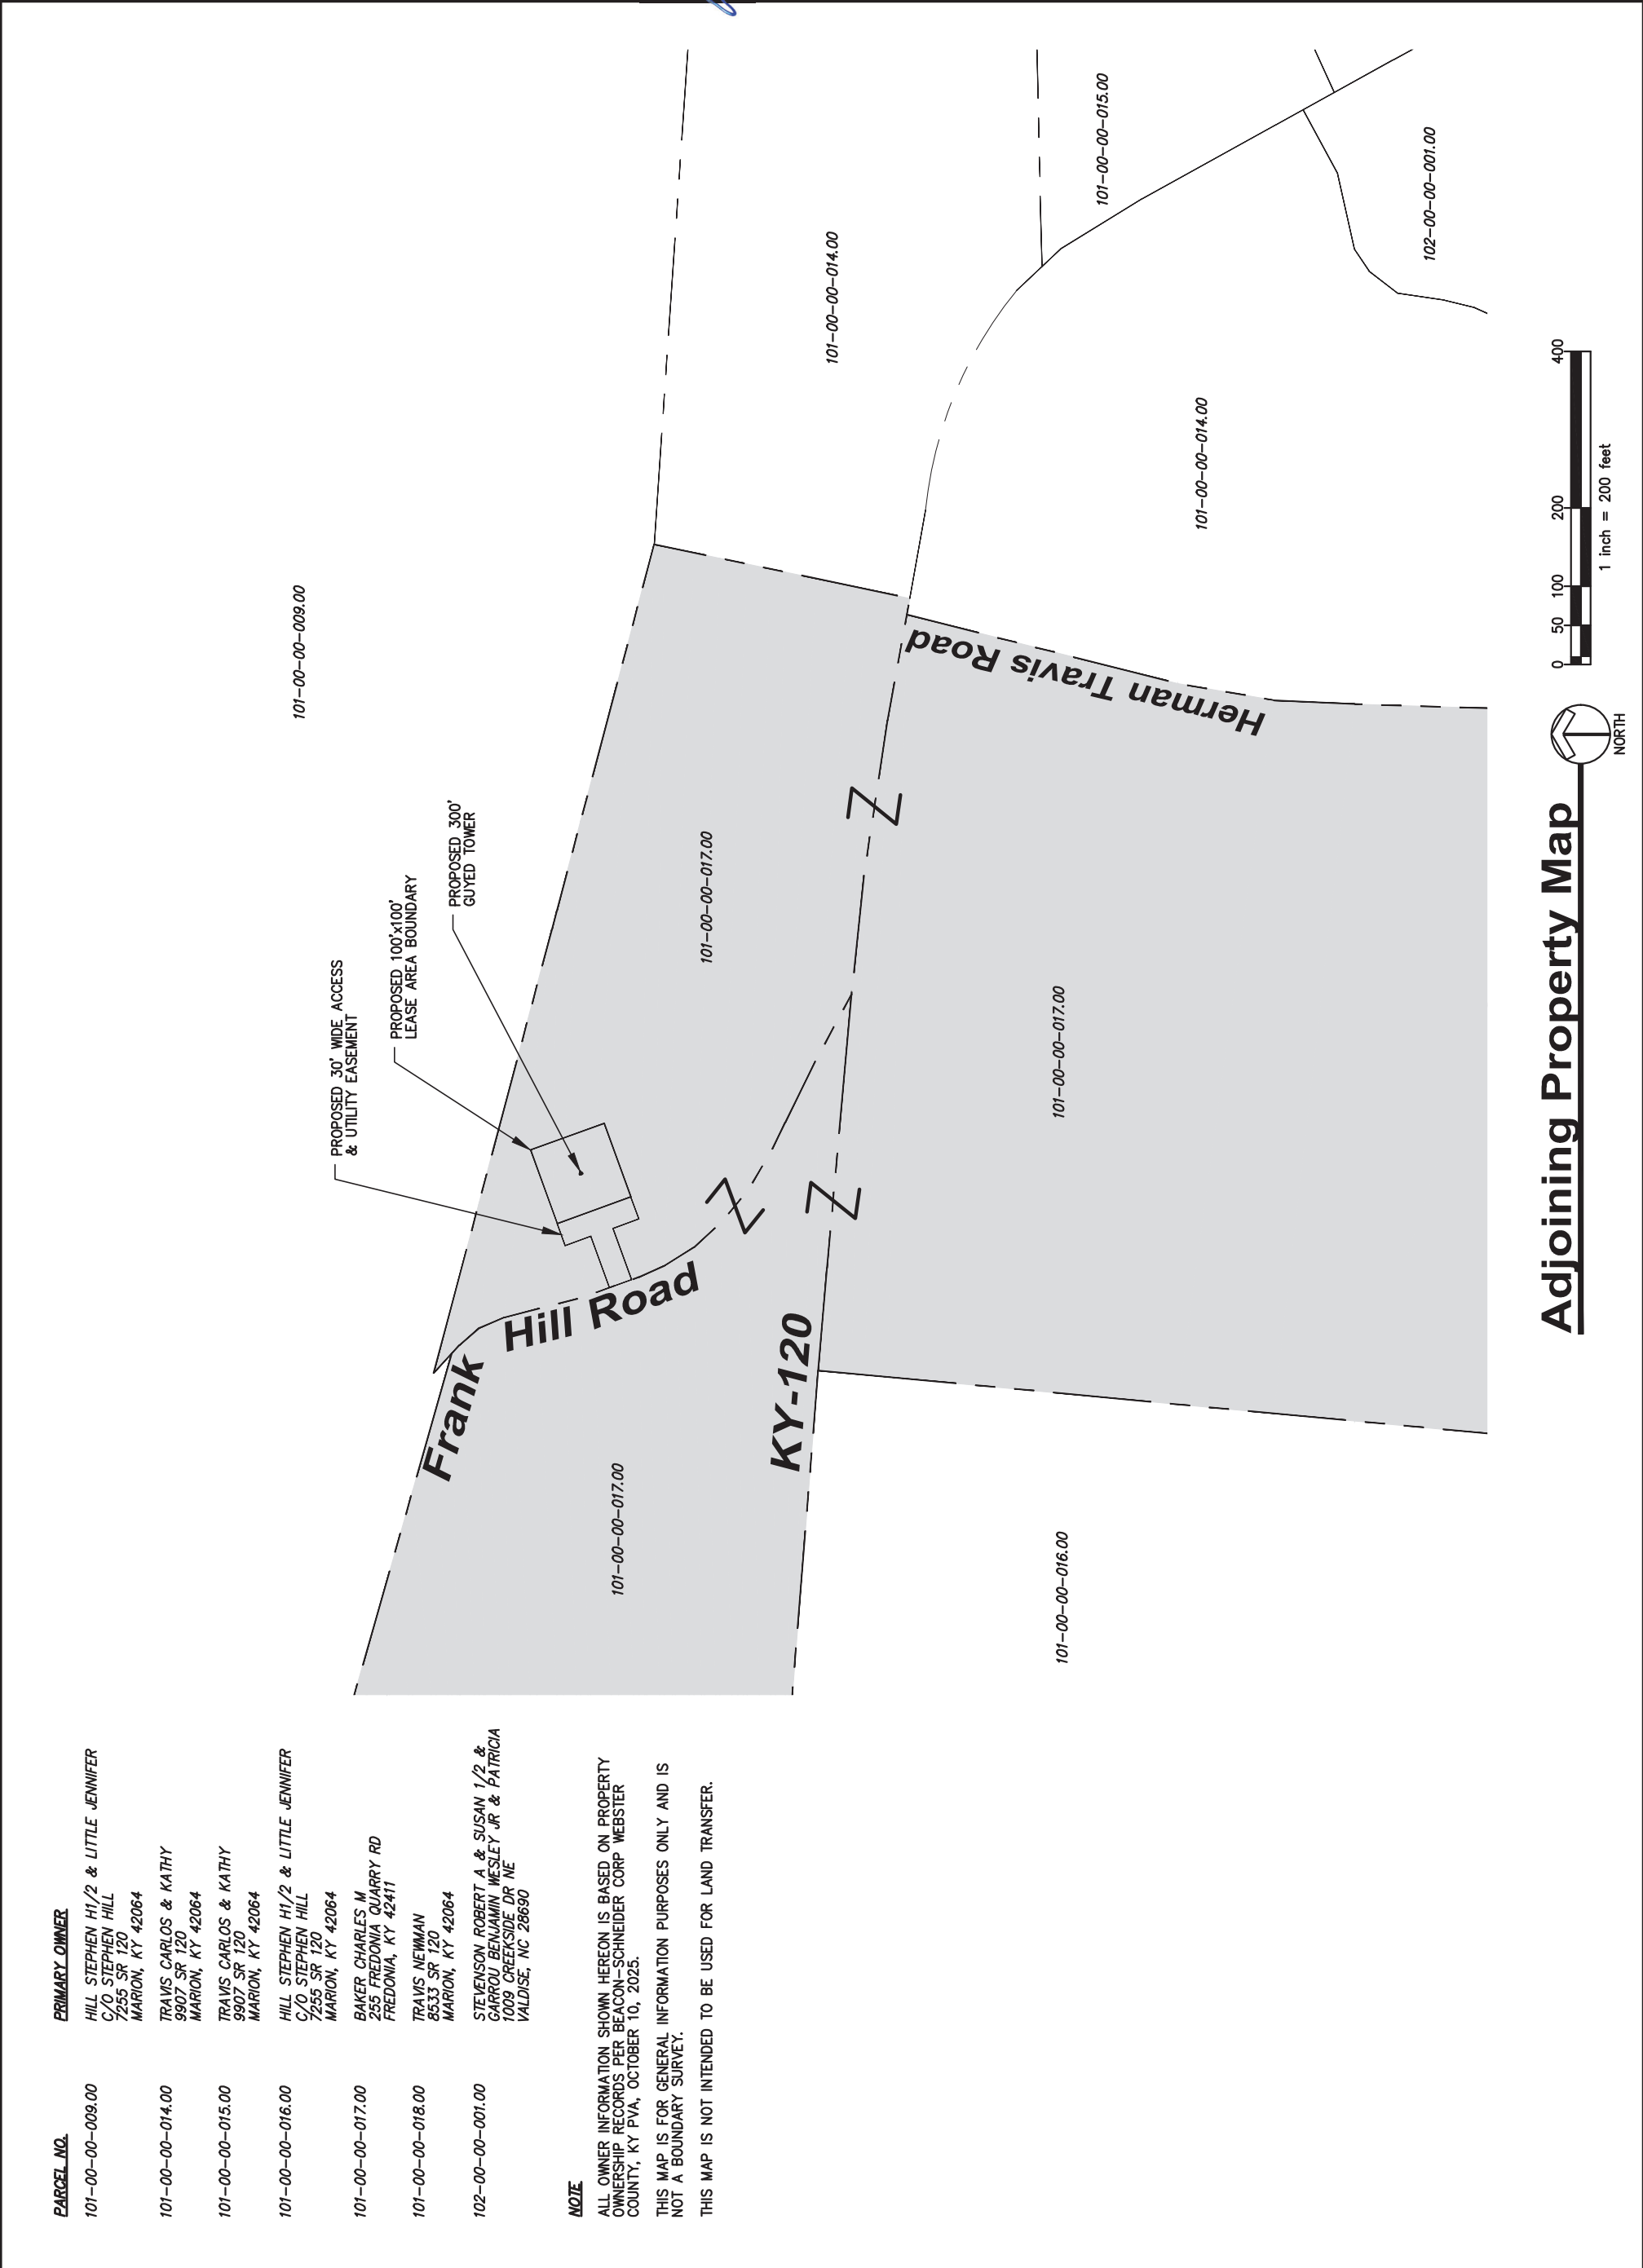 PARCEL NO.
PRIMARY OWNER
101-00-00-009.00
HILL STEPHEN H1/2 & LITTLE JENNIFER
C/O STEPHEN HILL
7255 SR 120
MARION, KY 42064
101-00-00-014.00
TRAVIS CARLOS & KATHY
9907 SR 120
MARION, KY 42064
101-00-00-015.00
TRAVIS CARLOS & KATHY
9907 SR 120
MARION, KY 42064
101-00-00-016.00
HILL STEPHEN H1/2 & LITTLE JENNIFER
C/O STEPHEN HILL
7255 SR 120
MARION, KY 42064
101-00-00-017.00
BAKER CHARLES M
255 FREDONIA QUARRY RD
FREDONIA, KY 42411
101-00-00-018.00
TRAVIS NEWMAN
8533 SR 120
MARION, KY 42064
102-00-00-001.00
STEVENSON ROBERT A & SUSAN 1/2 &
GARROU BENJAMIN WESLEY JR & PATRICIA
1009 CREEKSIDE DR NE
VALDISE, NC 28690
NOTE
ALL OWNER INFORMATION SHOWN HEREON IS BASED ON PROPERTY
OWNERSHIP RECORDS PER BEACON-SCHNEIDER CORP WEBSTER
COUNTY, KY PVA, OCTOBER 10, 2025.
THIS MAP IS FOR GENERAL INFORMATION PURPOSES ONLY AND IS
NOT A BOUNDARY SURVEY.
THIS MAP IS NOT INTENDED TO BE USED FOR LAND TRANSFER.
101-00-00-009.00
PROPOSED 30' WIDE ACCESS
& UTILITY EASEMENT
PROPOSED 100'x100'
LEASE AREA BOUNDARY
PROPOSED 300'
GUYED TOWER
Frank Hill Road
101-00-00-017.00
101-00-00-017.00
101-00-00-014.00
KY-120
Herman Travis Road
101-00-00-016.00
101-00-00-017.00
101-00-00-014.00
101-00-00-015.00
102-00-00-001.00
Adjoining Property Map
NORTH
0 50 100 200 400
1 inch = 200 feet